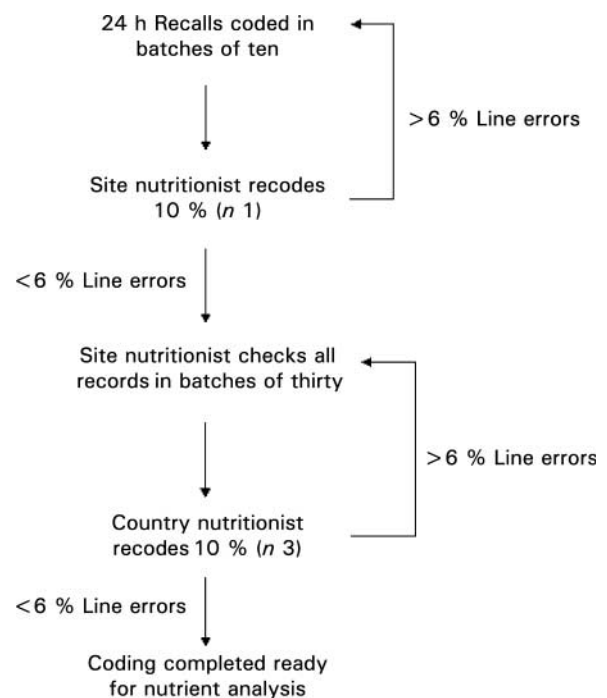 24 h Recalls coded in
batches of ten
>6 % Line errors
Site nutritionist recodes
10 % (n 1)
<6 % Line errors
Site nutritionist checks all
records in batches of thirty
>6 % Line errors
Country nutritionist
recodes 10 % (n 3)
<6 % Line errors
Coding completed ready
for nutrient analysis